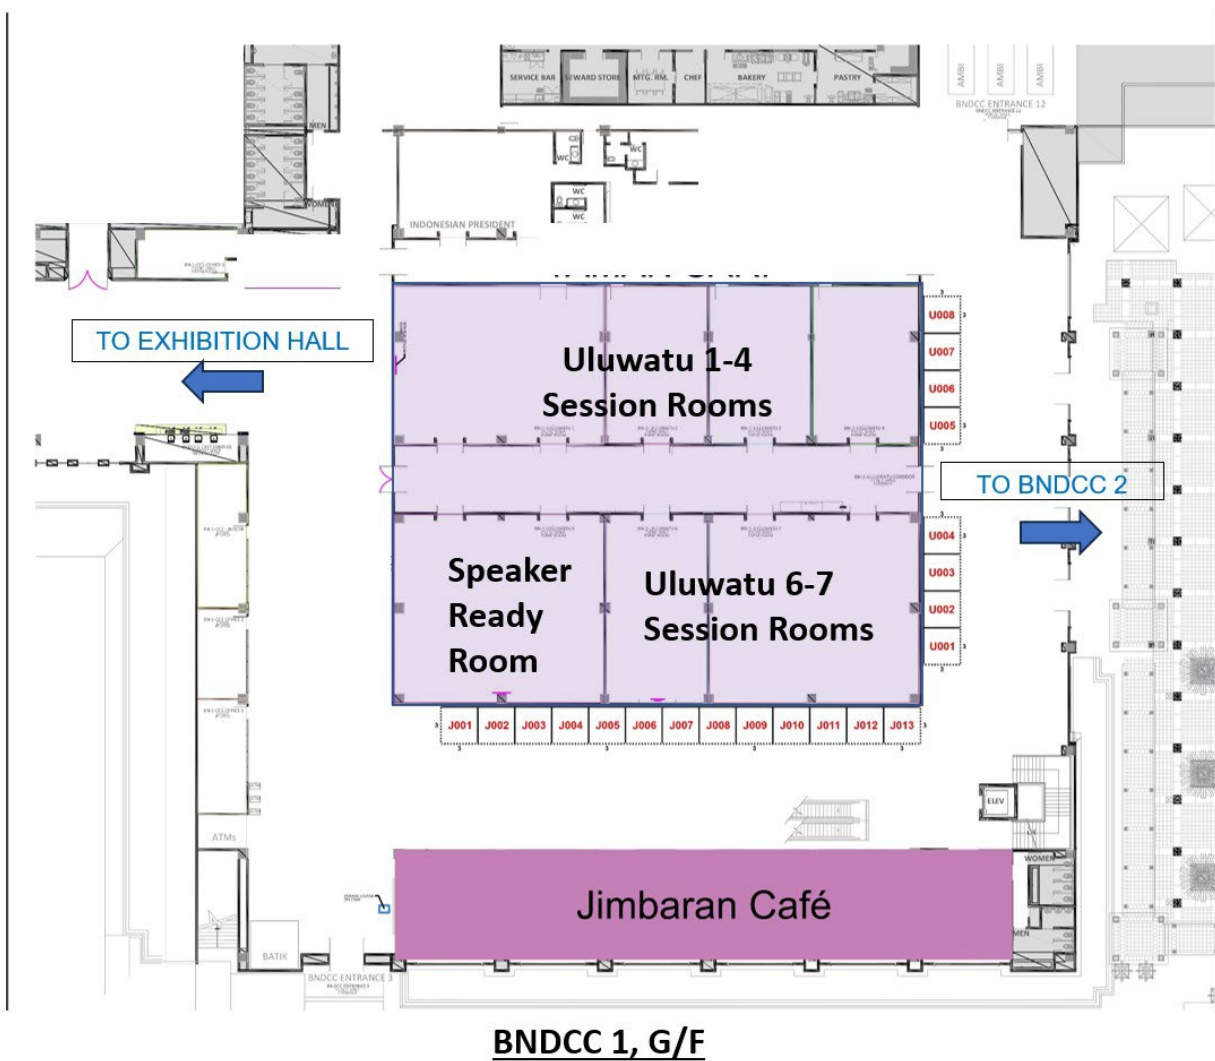 SERVICE BAR
MTG. RM.
CHEF
BAKERY
PASTRY
AMBI
AMBI
AMBI
BNDCC ENTRANCE 12
MEN
WC
WC
WC
WC
WOMEN
INDONESIAN PRESIDENT
TO EXHIBITION HALL
Uluwatu 1-4
Session Rooms
U008
U007
U006
U005
TO BNDCC 2
Speaker
Ready
Room
Uluwatu 6-7
Session Rooms
U004
U003
U002
U001
J001 J002 J003 J004 J005 J006 J007 J008 J009 J010 J011 J012 J013
ELEV
ATMs
WOMEN
Jimbaran Café
MEN
BATIK
BNDCC ENTRANCE 3
BNDCC 1, G/F